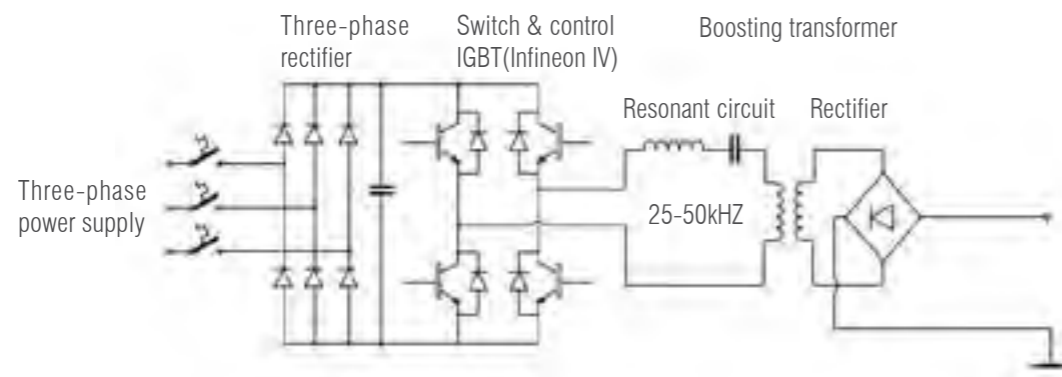 Three-phase
rectifier
Switch & control
IGBT(Infineon IV)
Boosting transformer
Resonant circuit
Rectifier
Three-phase
power supply
25-50kHZ